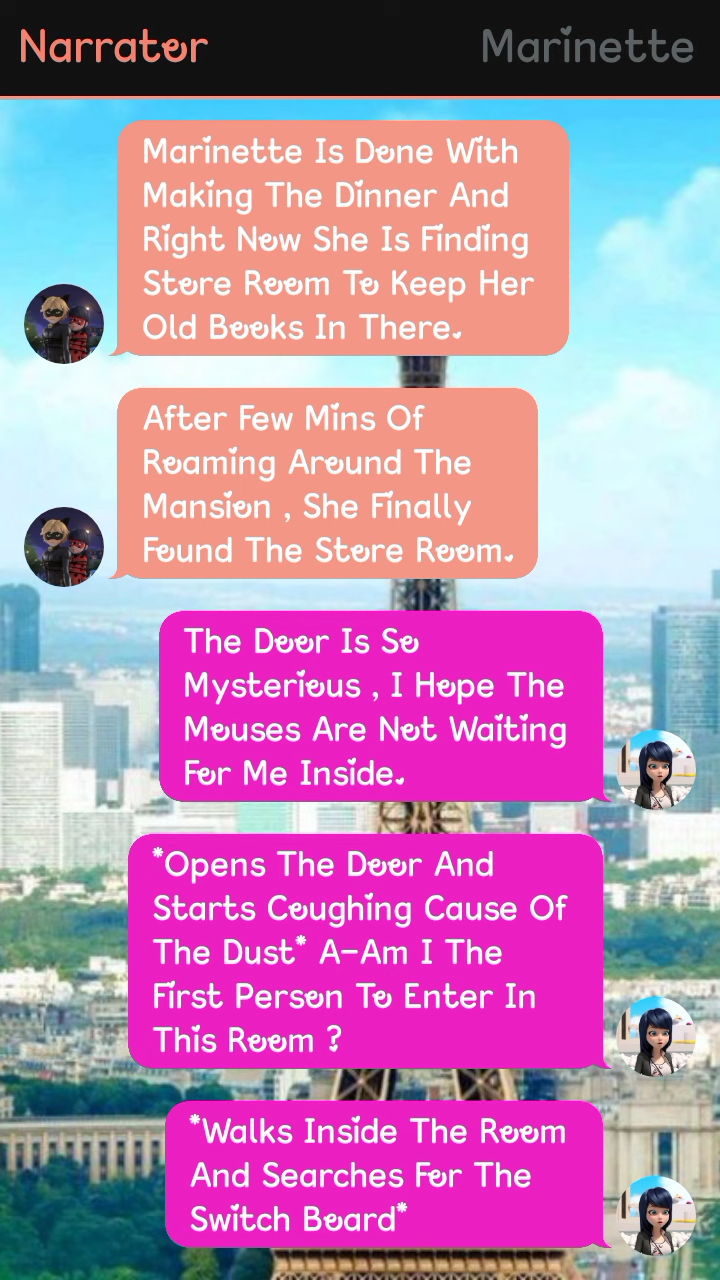 Narrator
Marinette
Marinette Is Done With
Making The Dinner And
Right Now She Is Finding
Store Room To Keep Her
Old Books In There.
After Few Mins Of
Roaming Around The
Mansion , She Finally
Found The Store Room.
The Door Is So
Mysterious , I Hope The
Mouses Are Not Waiting
For Me Inside.
*Opens The Door And
Starts Coughing Cause Of
The Dust* A-Am I The
First Person To Enter In
This Room ?
*Walks Inside The Room
And Searches For The
Switch Board*